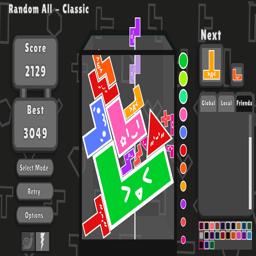 Random All - Classic
Score
2129
Best
3049
Select Mode
Retry
Options
Next
Global Local Friends